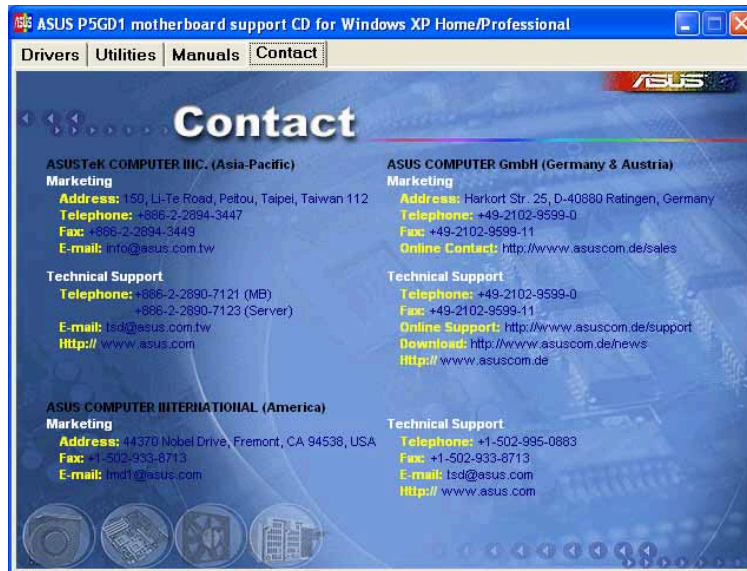 ASUS P5GD1 motherboard support CD for Windows XP Home/Professional
Drivers Utilities Manuals Contact
ASUS
Contact
ASUSTeK COMPUTER INC. (Asia-Pacific)
Marketing
Address: 150, Li-Te Road, Peitou, Taipei, Taiwan 112
Telephone: +886-2-2894-3447
Fax: +886-2-2894-3449
E-mail: info@asus.com.tw
Technical Support
Telephone: +886-2-2890-7121 (MB)
+886-2-2890-7123 (Server)
E-mail: tsd@asus.com.tw
Http:// www.asus.com
ASUS COMPUTER GmbH (Germany & Austria)
Marketing
Address: Harkort Str. 25, D-40880 Ratingen, Germany
Telephone: +49-2102-9599-0
Fax: +49-2102-9599-11
Online Contact: http://www.asuscom.de/sales
Technical Support
Telephone: +49-2102-9599-0
Fax: +49-2102-9599-11
Online Support: http://www.asuscom.de/support
Download: http://www.asuscom.de/news
Http:// www.asuscom.de
ASUS COMPUTER INTERNATIONAL (America)
Marketing
Address: 44370 Nobel Drive, Fremont, CA 94538, USA
Fax: +1-502-933-8713
E-mail: tmd1@asus.com
Technical Support
Telephone: +1-502-995-0883
Fax: +1-502-933-8713
E-mail: tsd@asus.com
Http:// www.asus.com